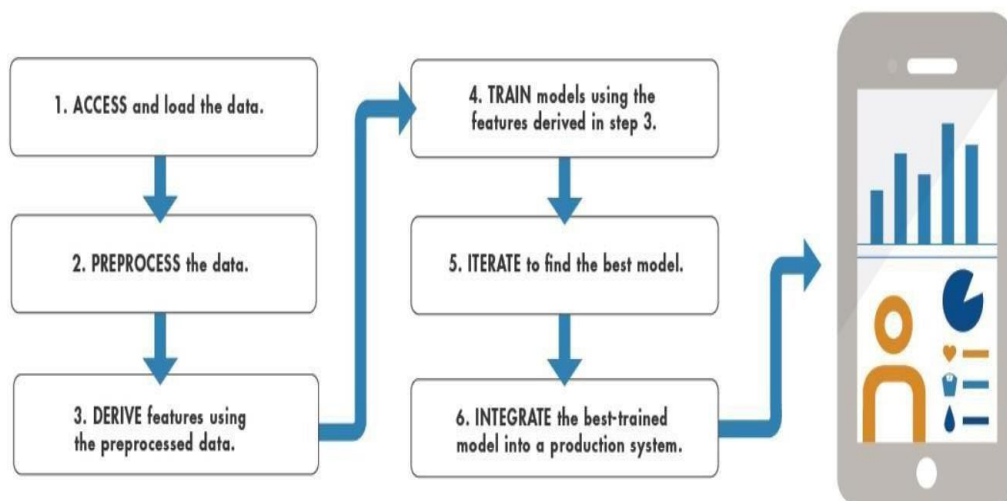 1. ACCESS and load the data.
2. PREPROCESS the data.
3. DERIVE features using
the preprocessed data.
4. TRAIN models using the
features derived in step 3.
5. ITERATE to find the best model.
6. INTEGRATE the best-trained
model into a production system.